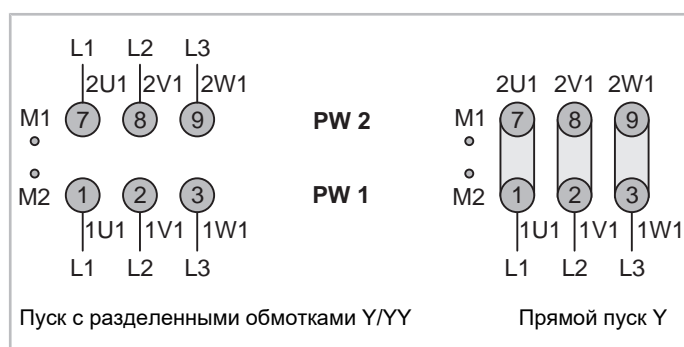 L1 L2 L3
2U1 2V1 2W1
M1 7 8 9 PW 2
M2 1 2 3 PW 1
1U1 1V1 1W1
L1 L2 L3
Пуск с разделенными обмотками Y/YY
2U1 2V1 2W1
M1 7 8 9
M2 1 2 3
1U1 1V1 1W1
L1 L2 L3
Прямой пуск Y